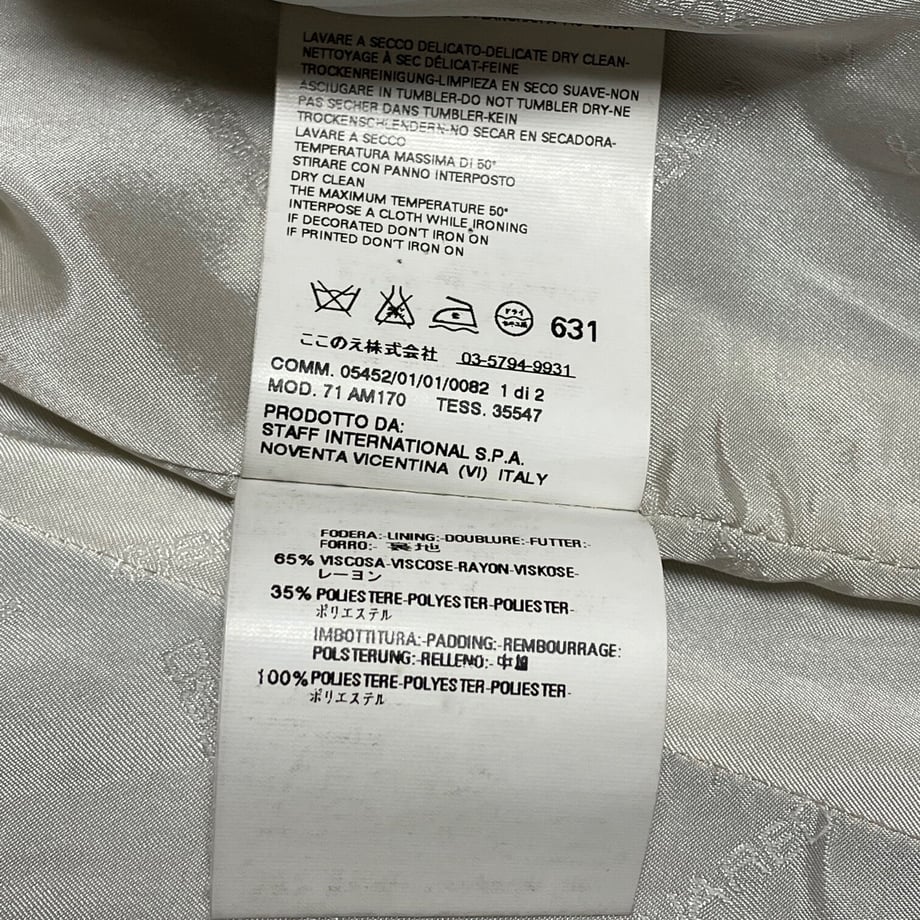 LAVARE A SECCO DELICATO-DELICATE DRY CLEAN-
NETTOYAGE À SEC DÉLICAT-FEINE
TROCKENREINIGUNG-LIMPIEZA EN SECO SUAVE-NON
ASCIUGARE IN TUMBLER-DO NOT TUMBLER DRY-NE
PAS SECHER DANS TUMBLER-KEIN
TROCKENSCHLENDERN-NO SECAR EN SECADORA-
LAVARE A SECCO
TEMPERATURA MASSIMA DI 50°
STIRARE CON PANNO INTERPOSTO
DRY CLEAN
THE MAXIMUM TEMPERATURE 50°
INTERPOSE A CLOTH WHILE IRONING
IF DECORATED DON'T IRON ON
IF PRINTED DON'T IRON ON
ドライ
631
ここのえ株式会社 03-5794-9931
COMM. 05452/01/01/0082 1 di 2
MOD. 71 AM170 TESS. 35547
PRODOTTO DA:
STAFF INTERNATIONAL S.P.A.
NOVENTA VICENTINA (VI) ITALY
FODERA:-LINING:-DOUBLURE:-FUTTER:-
FORRO:- 裏地
65% VISCOSA-VISCOSE-RAYON-VISKOSE-
レーヨン
35% POLIESTERE-POLYESTER-POLIESTER-
ポリエステル
IMBOTTITURA:-PADDING:-REMBOURRAGE:
POLSTERUNG:-RELLENO:-
100% POLIESTERE-POLYESTER-POLIESTER-
ポリエステル